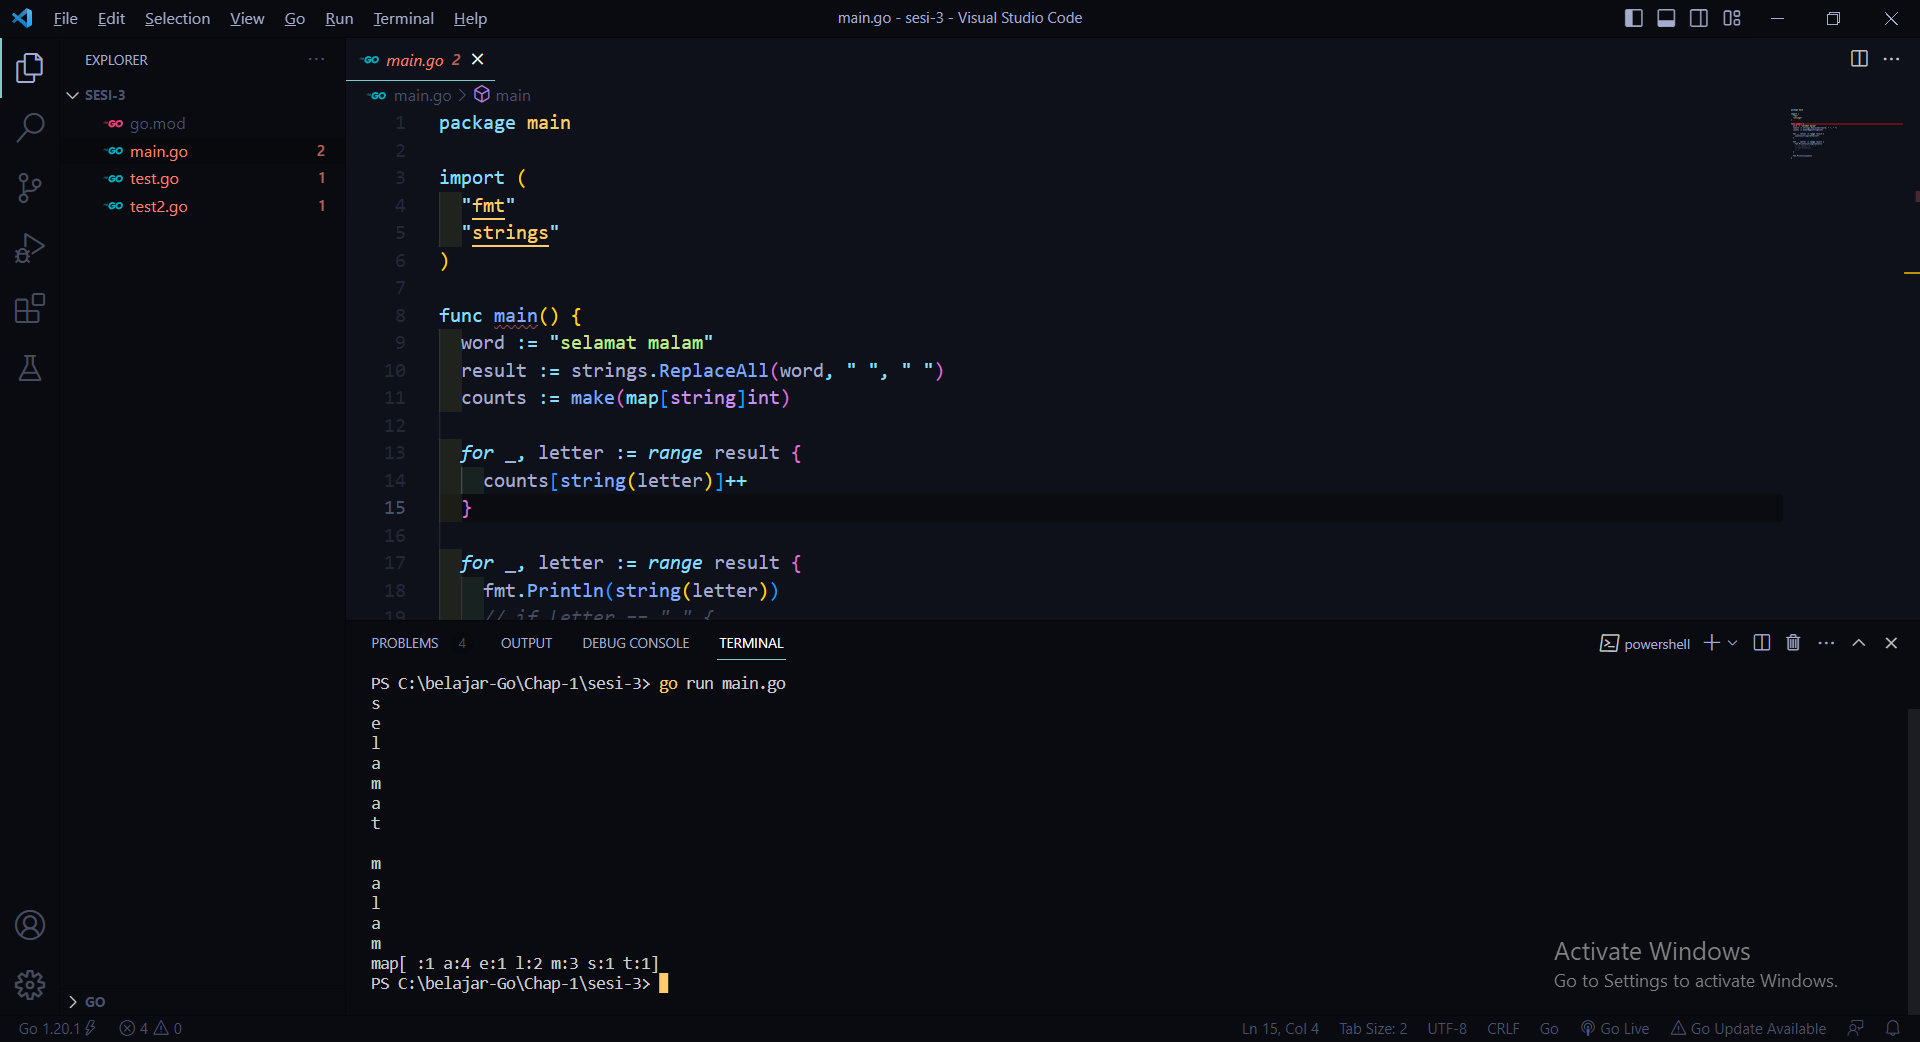 File Edit Selection View Go Run Terminal Help
main.go - sesi-3 - Visual Studio Code
EXPLORER
SESI-3
go.mod
main.go 2
test.go 1
test2.go 1
GO
main.go 2
main.go > main
1 package main
2
3 import (
4 "fmt"
5 "strings"
6 )
7
8 func main() {
9 word := "selamat malam"
10 result := strings.ReplaceAll(word, " ", " ")
11 counts := make(map[string]int)
12
13 for _, letter := range result {
14 counts[string(letter)]++
15 }
16
17 for _, letter := range result {
18 fmt.Println(string(letter))
19 // if letter == " " {
PROBLEMS 4 OUTPUT DEBUG CONSOLE TERMINAL
powershell
PS C:\belajar-Go\Chap-1\sesi-3> go run main.go
s
e
l
a
m
a
t
m
a
l
a
m
map[ :1 a:4 e:1 l:2 m:3 s:1 t:1]
PS C:\belajar-Go\Chap-1\sesi-3>
Activate Windows
Go to Settings to activate Windows.
Go 1.20.1 4 0
Ln 15, Col 4 Tab Size: 2 UTF-8 CRLF Go Go Live Go Update Available